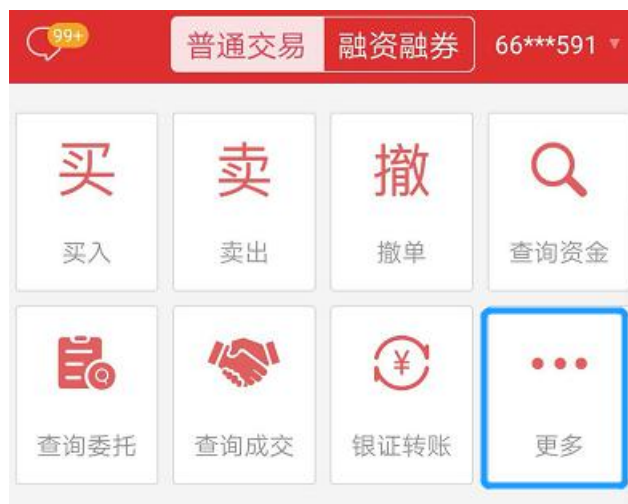 99+ 普通交易 融资融券 66***591
买 卖 撤
买入 卖出 撤单 查询资金
¥
查询委托 查询成交 银证转账 更多